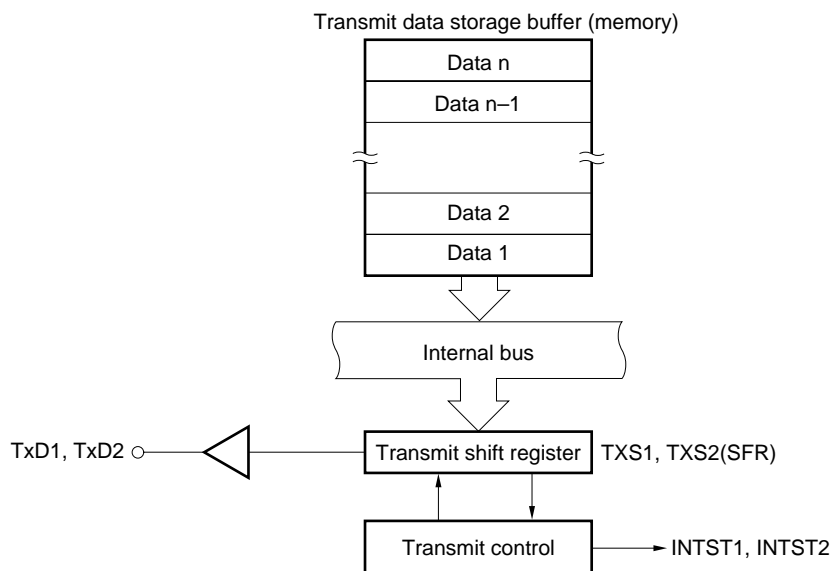 Transmit data storage buffer (memory)
Data n
Data n–1
Data 2
Data 1
Internal bus
TxD1, TxD2
Transmit shift register
TXS1, TXS2(SFR)
Transmit control
INTST1, INTST2